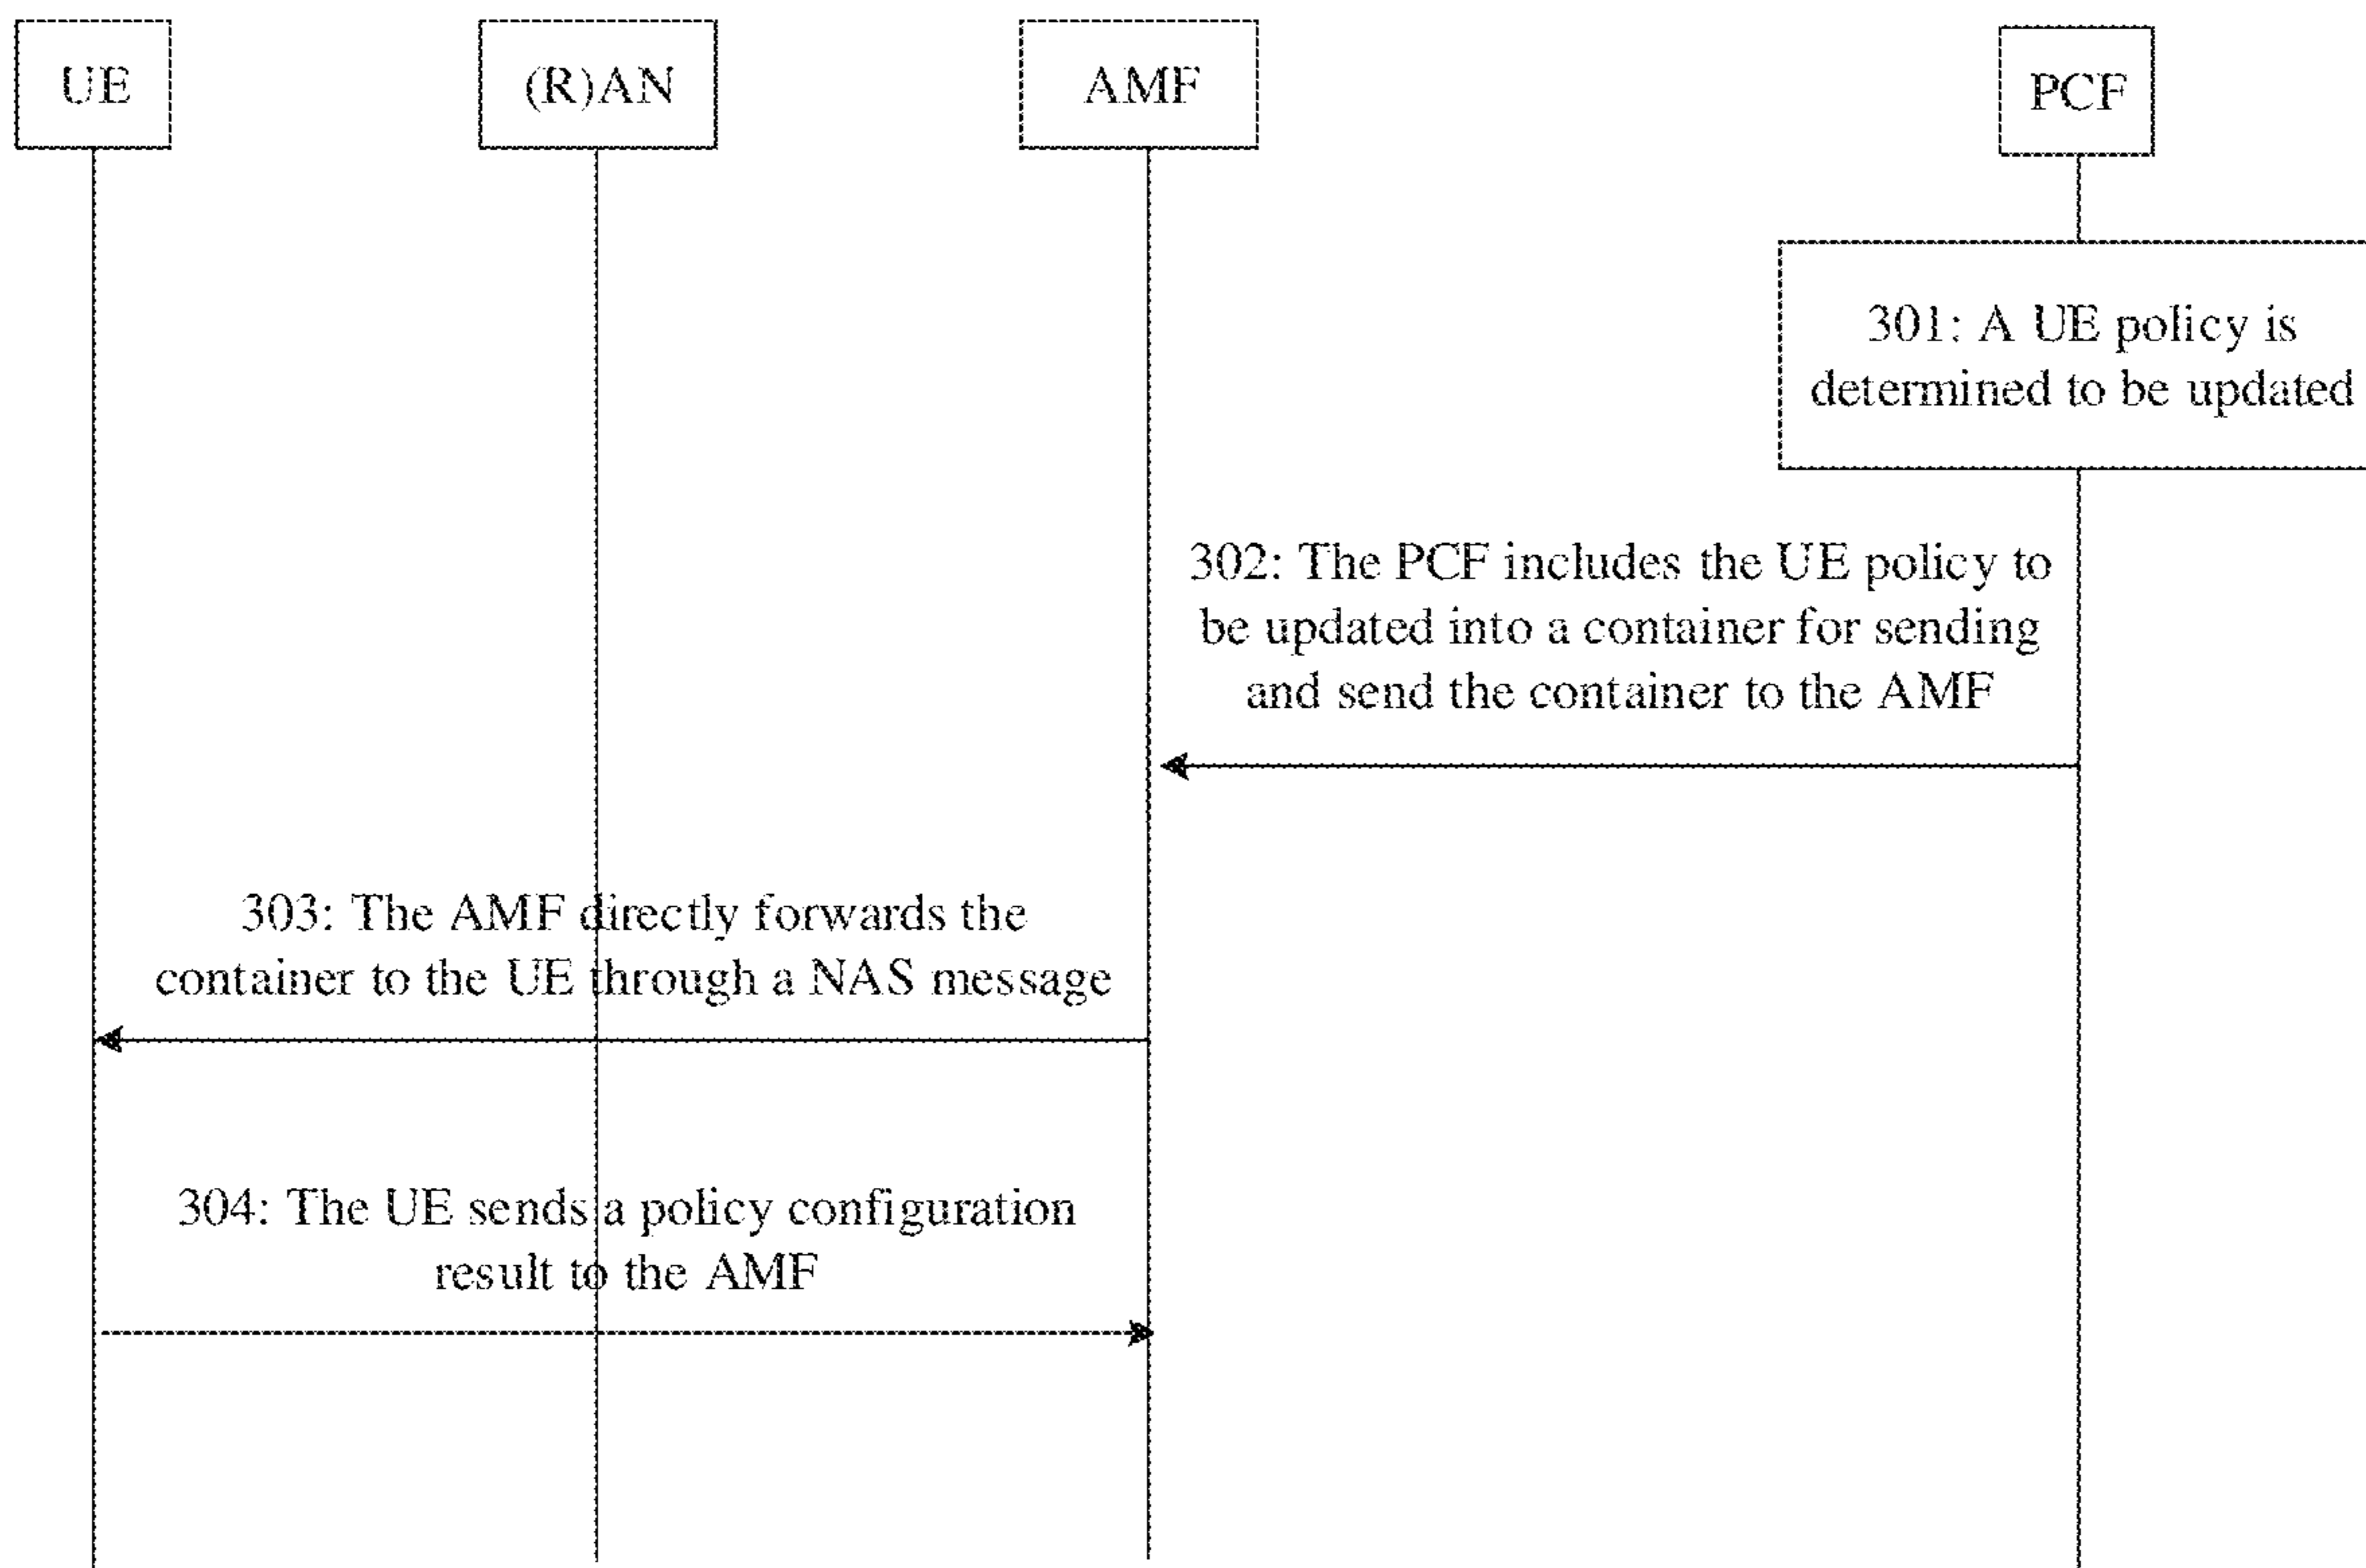 UE
(R)AN
AMF
PCF
301: A UE policy is
determined to be updated
302: The PCF includes the UE policy to
be updated into a container for sending
and send the container to the AMF
303: The AMF directly forwards the
container to the UE through a NAS message
304: The UE sends a policy configuration
result to the AMF